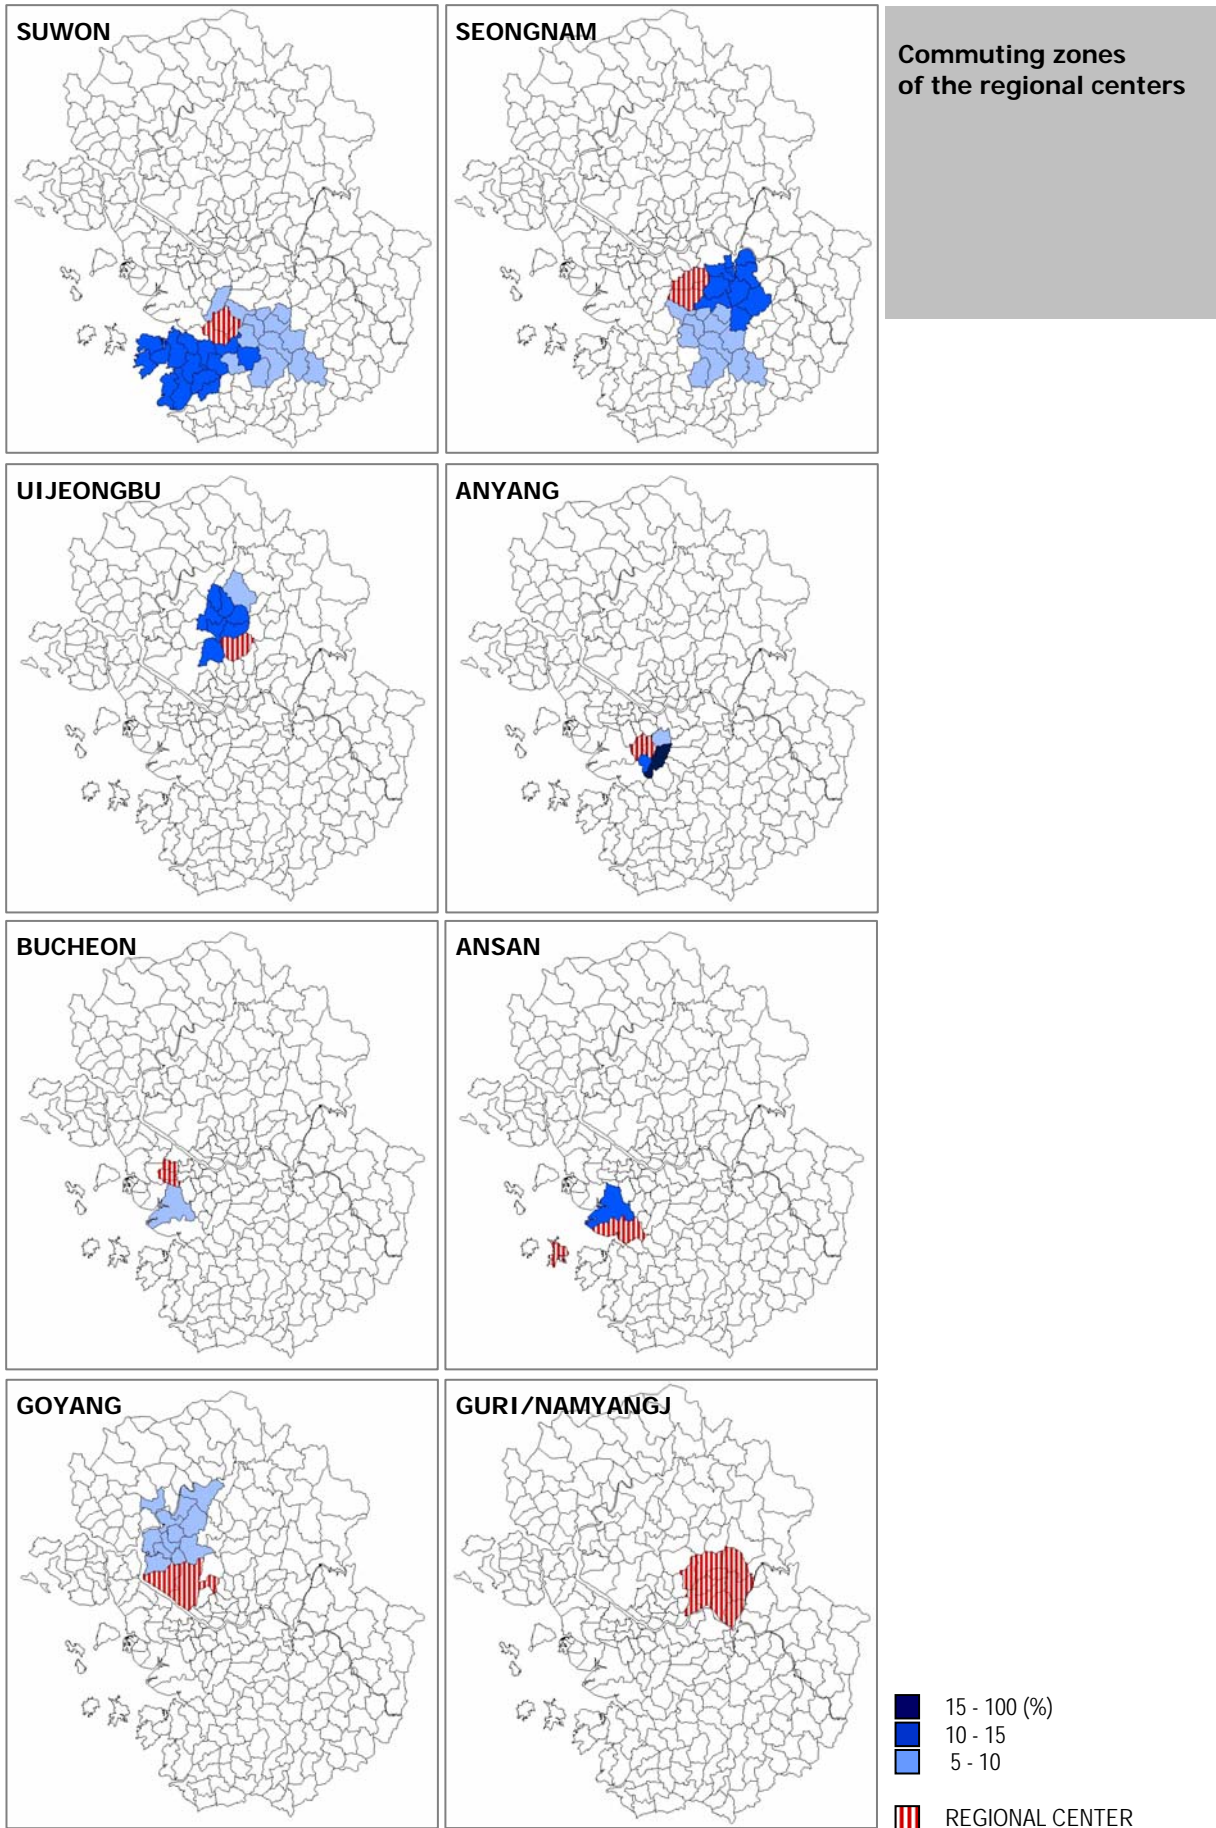 SUWON
SEONGNAM
Commuting zones
of the regional centers
UIJEONGBU
ANYANG
BUCHEON
ANSAN
GOYANG
GURI/NAMYANGJ
15 - 100 (%)
10 - 15
5 - 10
REGIONAL CENTER